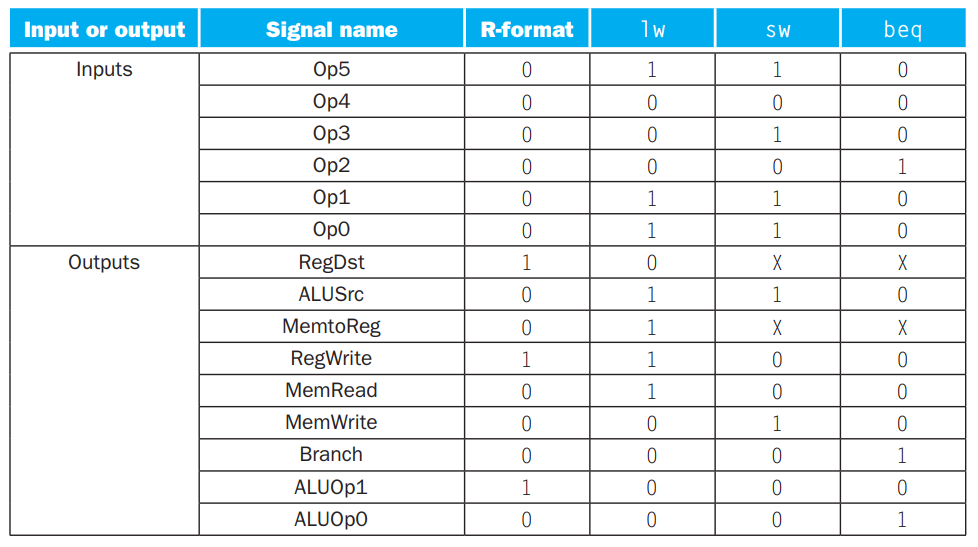 Input or output Signal name R-format lw sw beq
Inputs Op5 0 1 1 0
Op4 0 0 0 0
Op3 0 0 1 0
Op2 0 0 0 1
Op1 0 1 1 0
Op0 0 1 1 0
Outputs RegDst 1 0 X X
ALUSrc 0 1 1 0
MemtoReg 0 1 X X
RegWrite 1 1 0 0
MemRead 0 1 0 0
MemWrite 0 0 1 0
Branch 0 0 0 1
ALUOp1 1 0 0 0
ALUOp0 0 0 0 1